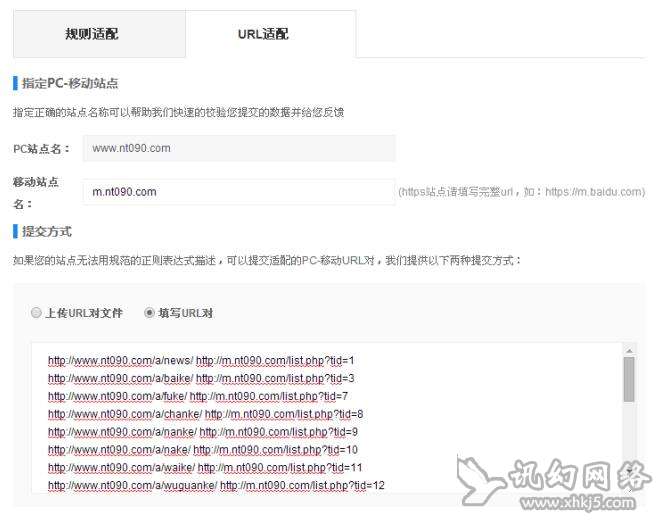 规则适配 URL适配
指定PC-移动站点
指定正确的站点名称可以帮助我们快速的校验您提交的数据并给您反馈
PC站点名： www.nt090.com
移动站点名： m.nt090.com (https站点请填写完整url，如：https://m.baidu.com)
提交方式
如果您的站点无法用规范的正则表达式描述，可以提交适配的PC-移动URL对，我们提供以下两种提交方式：
上传URL对文件 填写URL对
http://www.nt090.com/a/news/ http://m.nt090.com/list.php?tid=1
http://www.nt090.com/a/baike/ http://m.nt090.com/list.php?tid=3
http://www.nt090.com/a/fuke/ http://m.nt090.com/list.php?tid=7
http://www.nt090.com/a/chanke/ http://m.nt090.com/list.php?tid=8
http://www.nt090.com/a/nanke/ http://m.nt090.com/list.php?tid=9
http://www.nt090.com/a/nake/ http://m.nt090.com/list.php?tid=10
http://www.nt090.com/a/waike/ http://m.nt090.com/list.php?tid=11
http://www.nt090.com/a/wuguanke/ http://m.nt090.com/list.php?tid=12
讯幻网络
www.xhkj5.com